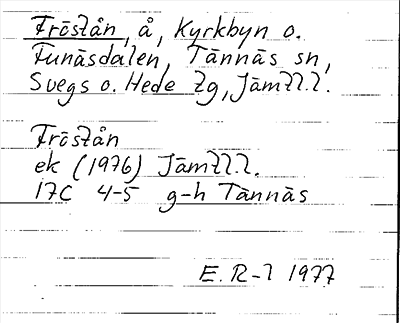 Fröstån, å, Kyrkbyn o.
Funäsdalen, Tännäs sn,
Svegs o. Hede tg, Jämtl.l.
Fröstån
ek (1976) Jämtl.l.
17C 4-5 g-h Tännäs
E. R-l 1977